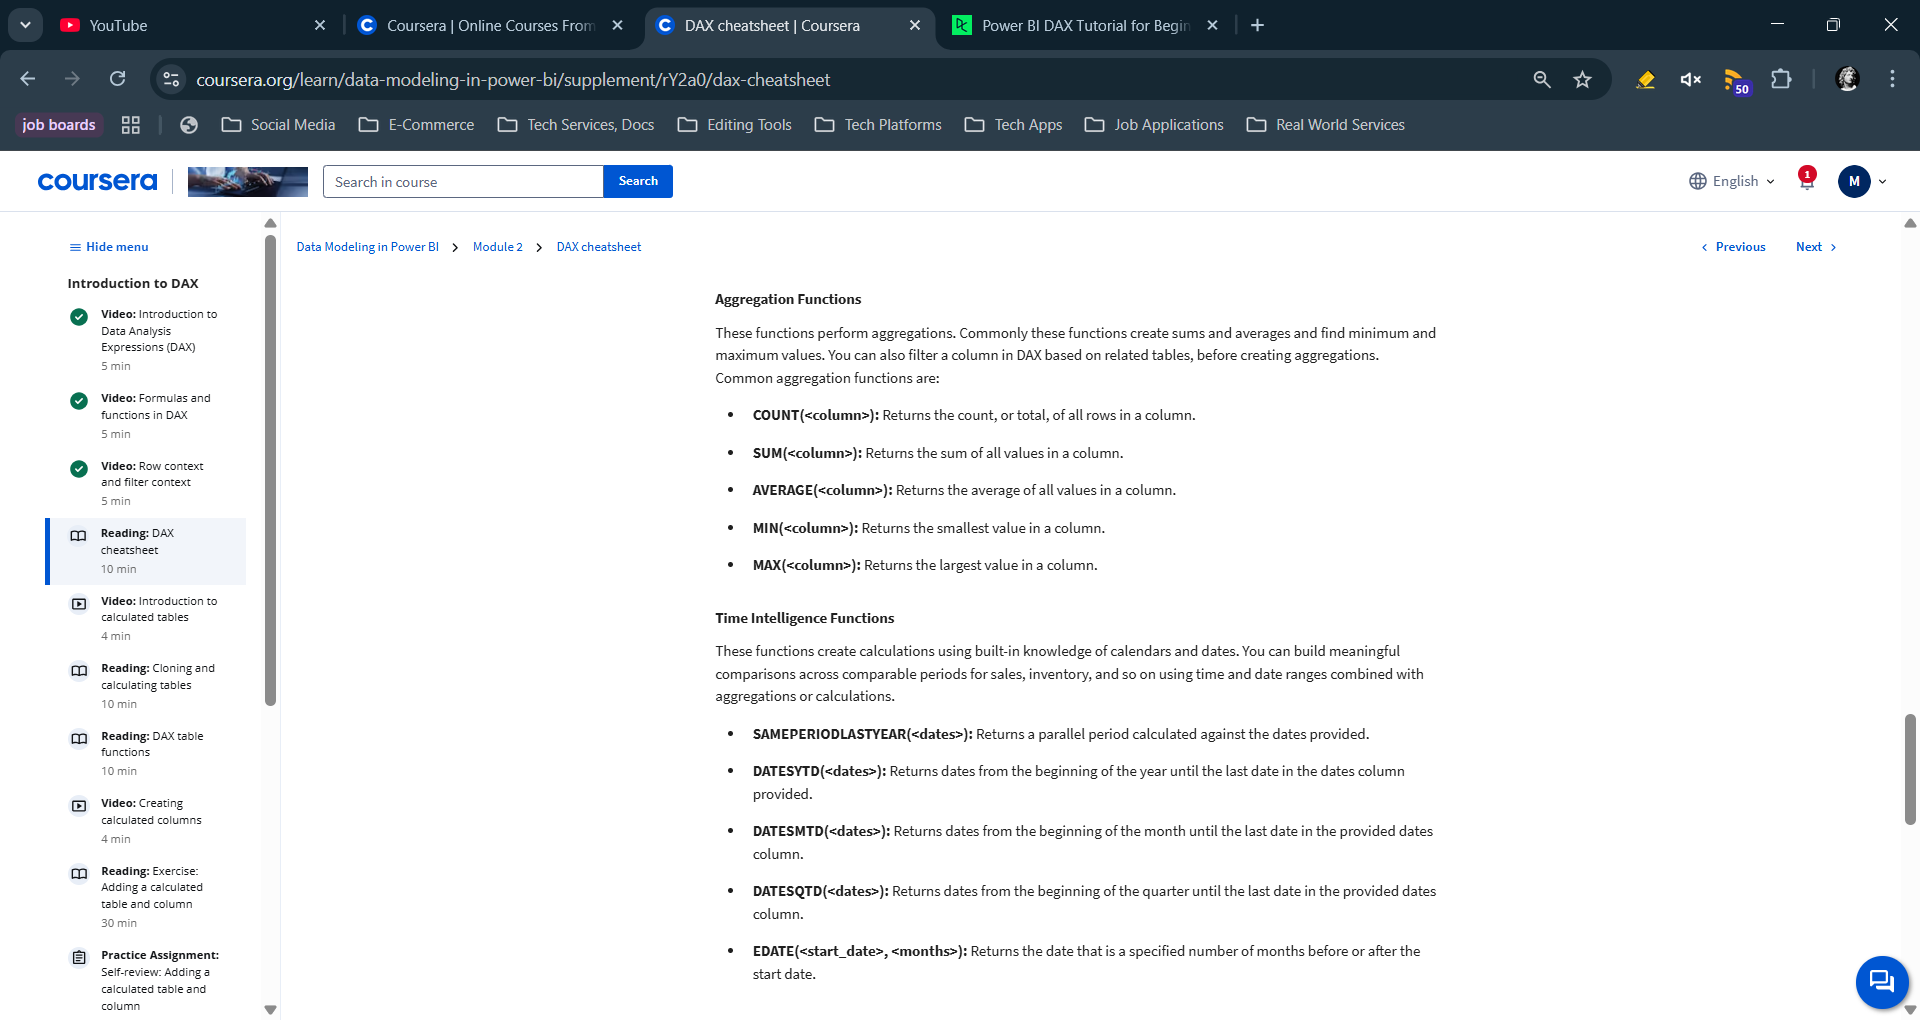 YouTube
Coursera | Online Courses From
DAX cheatsheet | Coursera
Power BI DAX Tutorial for Begin
coursera.org/learn/data-modeling-in-power-bi/supplement/rY2a0/dax-cheatsheet
50
job boards
Social Media
E-Commerce
Tech Services, Docs
Editing Tools
Tech Platforms
Tech Apps
Job Applications
Real World Services
coursera
Search in course
Search
English
1
M
Hide menu
Data Modeling in Power BI > Module 2 > DAX cheatsheet
Previous
Next
Introduction to DAX
Video: Introduction to
Data Analysis
Expressions (DAX)
5 min
Video: Formulas and
functions in DAX
5 min
Video: Row context
and filter context
5 min
Reading: DAX
cheatsheet
10 min
Video: Introduction to
calculated tables
4 min
Reading: Cloning and
calculating tables
10 min
Reading: DAX table
functions
10 min
Video: Creating
calculated columns
4 min
Reading: Exercise:
Adding a calculated
table and column
30 min
Practice Assignment:
Self-review: Adding a
calculated table and
column
Aggregation Functions
These functions perform aggregations. Commonly these functions create sums and averages and find minimum and
maximum values. You can also filter a column in DAX based on related tables, before creating aggregations.
Common aggregation functions are:
• COUNT(<column>): Returns the count, or total, of all rows in a column.
• SUM(<column>): Returns the sum of all values in a column.
• AVERAGE(<column>): Returns the average of all values in a column.
• MIN(<column>): Returns the smallest value in a column.
• MAX(<column>): Returns the largest value in a column.
Time Intelligence Functions
These functions create calculations using built-in knowledge of calendars and dates. You can build meaningful
comparisons across comparable periods for sales, inventory, and so on using time and date ranges combined with
aggregations or calculations.
• SAMEPERIODLASTYEAR(<dates>): Returns a parallel period calculated against the dates provided.
• DATESYTD(<dates>): Returns dates from the beginning of the year until the last date in the dates column
provided.
• DATESMTD(<dates>): Returns dates from the beginning of the month until the last date in the provided dates
column.
• DATESQTD(<dates>): Returns dates from the beginning of the quarter until the last date in the provided dates
column.
• EDATE(<start_date>, <months>): Returns the date that is a specified number of months before or after the
start date.